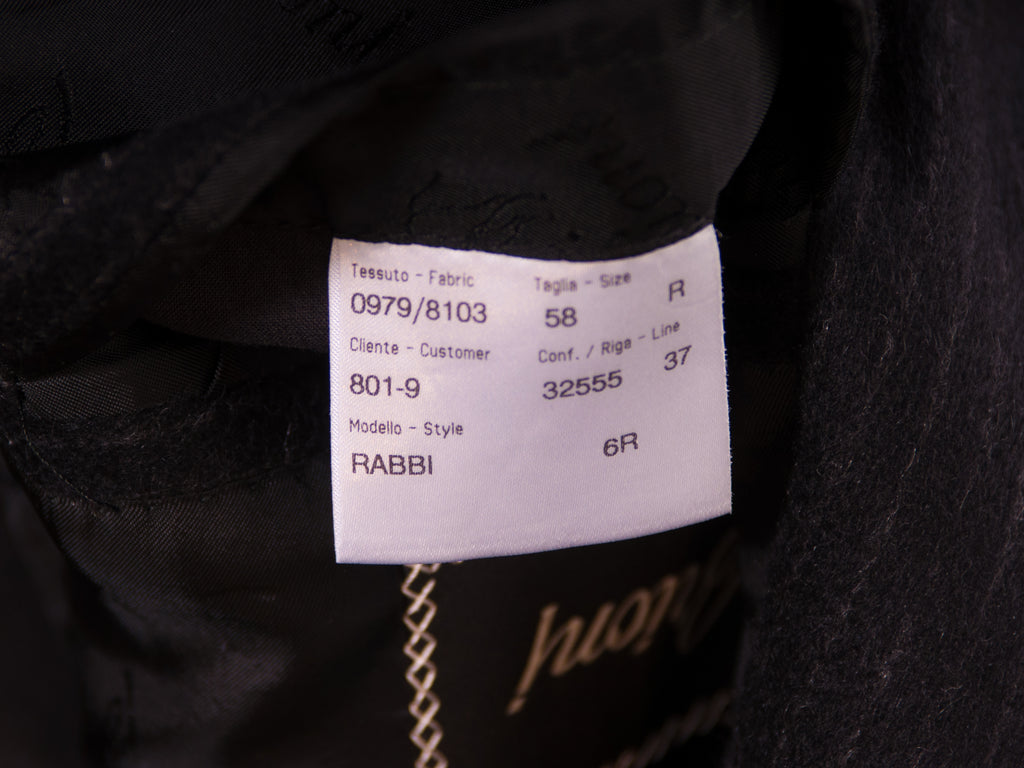 Tessuto - Fabric Taglia - Size
0979/8103 58 R
Cliente - Customer Conf. / Riga - Line
801-9 32555 37
Modello - Style
RABBI 6R
Brioni